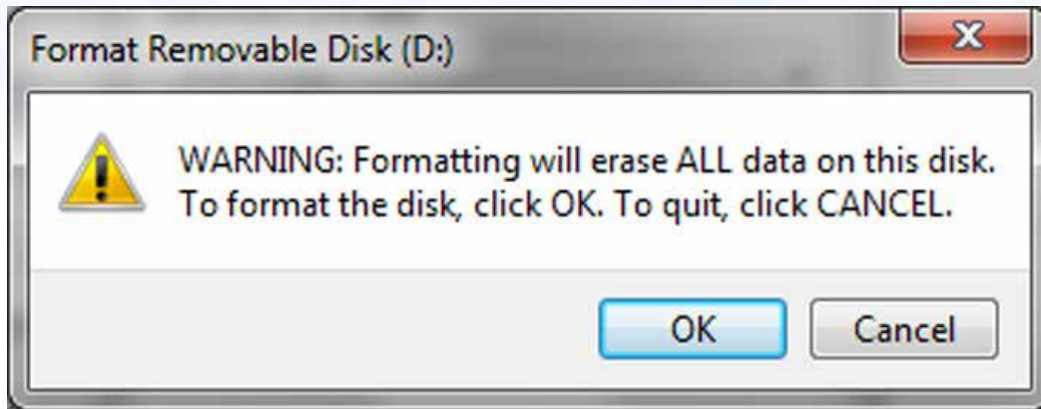 Format Removable Disk (D:)
WARNING: Formatting will erase ALL data on this disk.
To format the disk, click OK. To quit, click CANCEL.
OK
Cancel